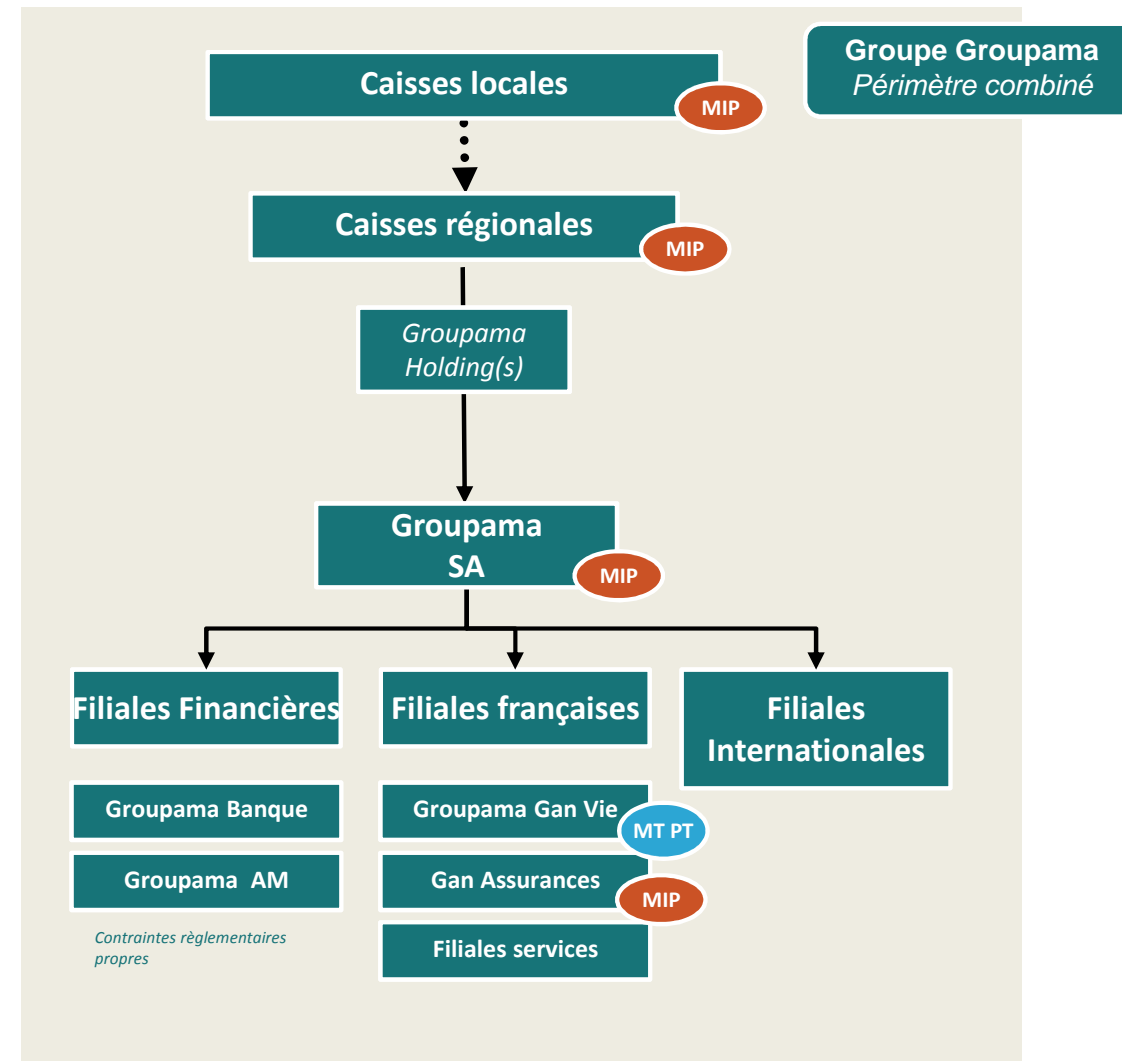 Groupe Groupama
Périmètre combiné
Caisses locales
MIP
Caisses régionales
MIP
Groupama
Holding(s)
Groupama
SA
MIP
Filiales Financières
Filiales françaises
Filiales
Internationales
Groupama Banque
Groupama Gan Vie
MT PT
Groupama AM
Gan Assurances
MIP
Contraintes règlementaires
propres
Filiales services